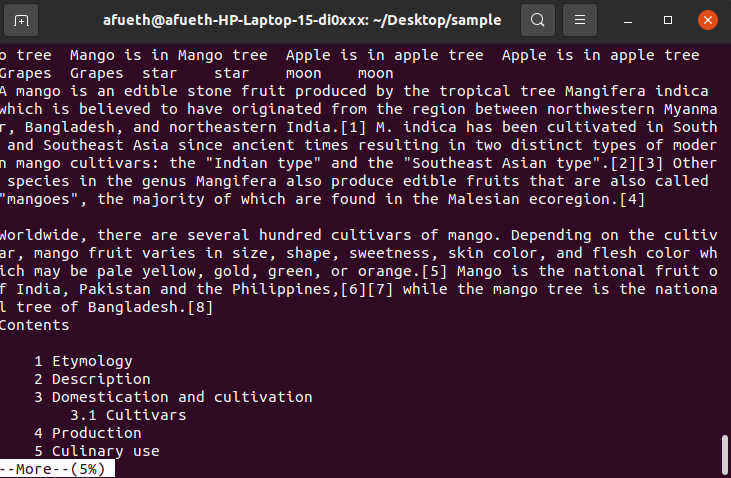 afueth@afueth-HP-Laptop-15-di0xxx: ~/Desktop/sample
o tree  Mango is in Mango tree  Apple is in apple tree  Apple is in apple tree
Grapes  Grapes  star    star    moon    moon
A mango is an edible stone fruit produced by the tropical tree Mangifera indica
which is believed to have originated from the region between northwestern Myanma
r, Bangladesh, and northeastern India.[1] M. indica has been cultivated in South
 and Southeast Asia since ancient times resulting in two distinct types of moder
n mango cultivars: the "Indian type" and the "Southeast Asian type".[2][3] Other
 species in the genus Mangifera also produce edible fruits that are also called
"mangoes", the majority of which are found in the Malesian ecoregion.[4]

Worldwide, there are several hundred cultivars of mango. Depending on the cultiv
ar, mango fruit varies in size, shape, sweetness, skin color, and flesh color wh
ich may be pale yellow, gold, green, or orange.[5] Mango is the national fruit o
f India, Pakistan and the Philippines,[6][7] while the mango tree is the nationa
l tree of Bangladesh.[8]
Contents

    1 Etymology
    2 Description
    3 Domestication and cultivation
        3.1 Cultivars
    4 Production
    5 Culinary use
--More--(5%)